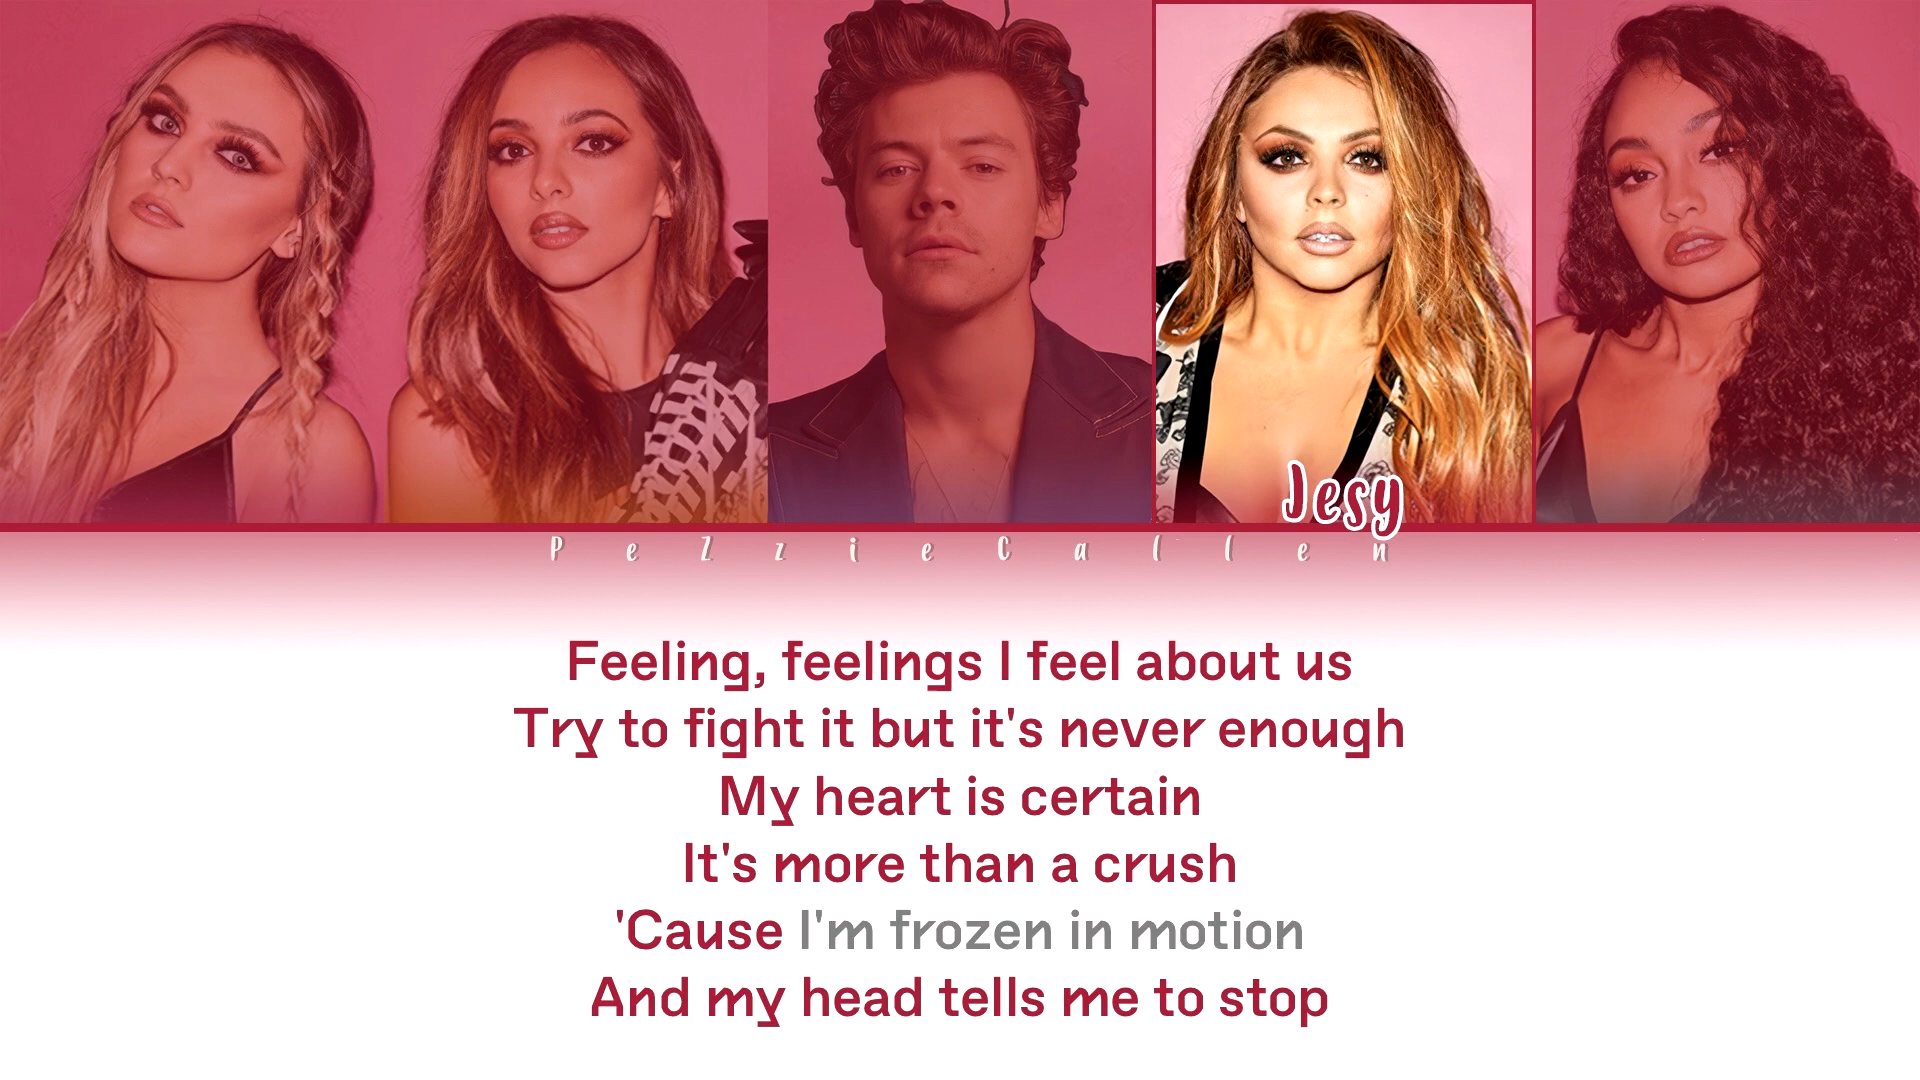 Jesy
PeZzieCallen
Feeling, feelings I feel about us
Try to fight it but it's never enough
My heart is certain
It's more than a crush
'Cause I'm frozen in motion
And my head tells me to stop